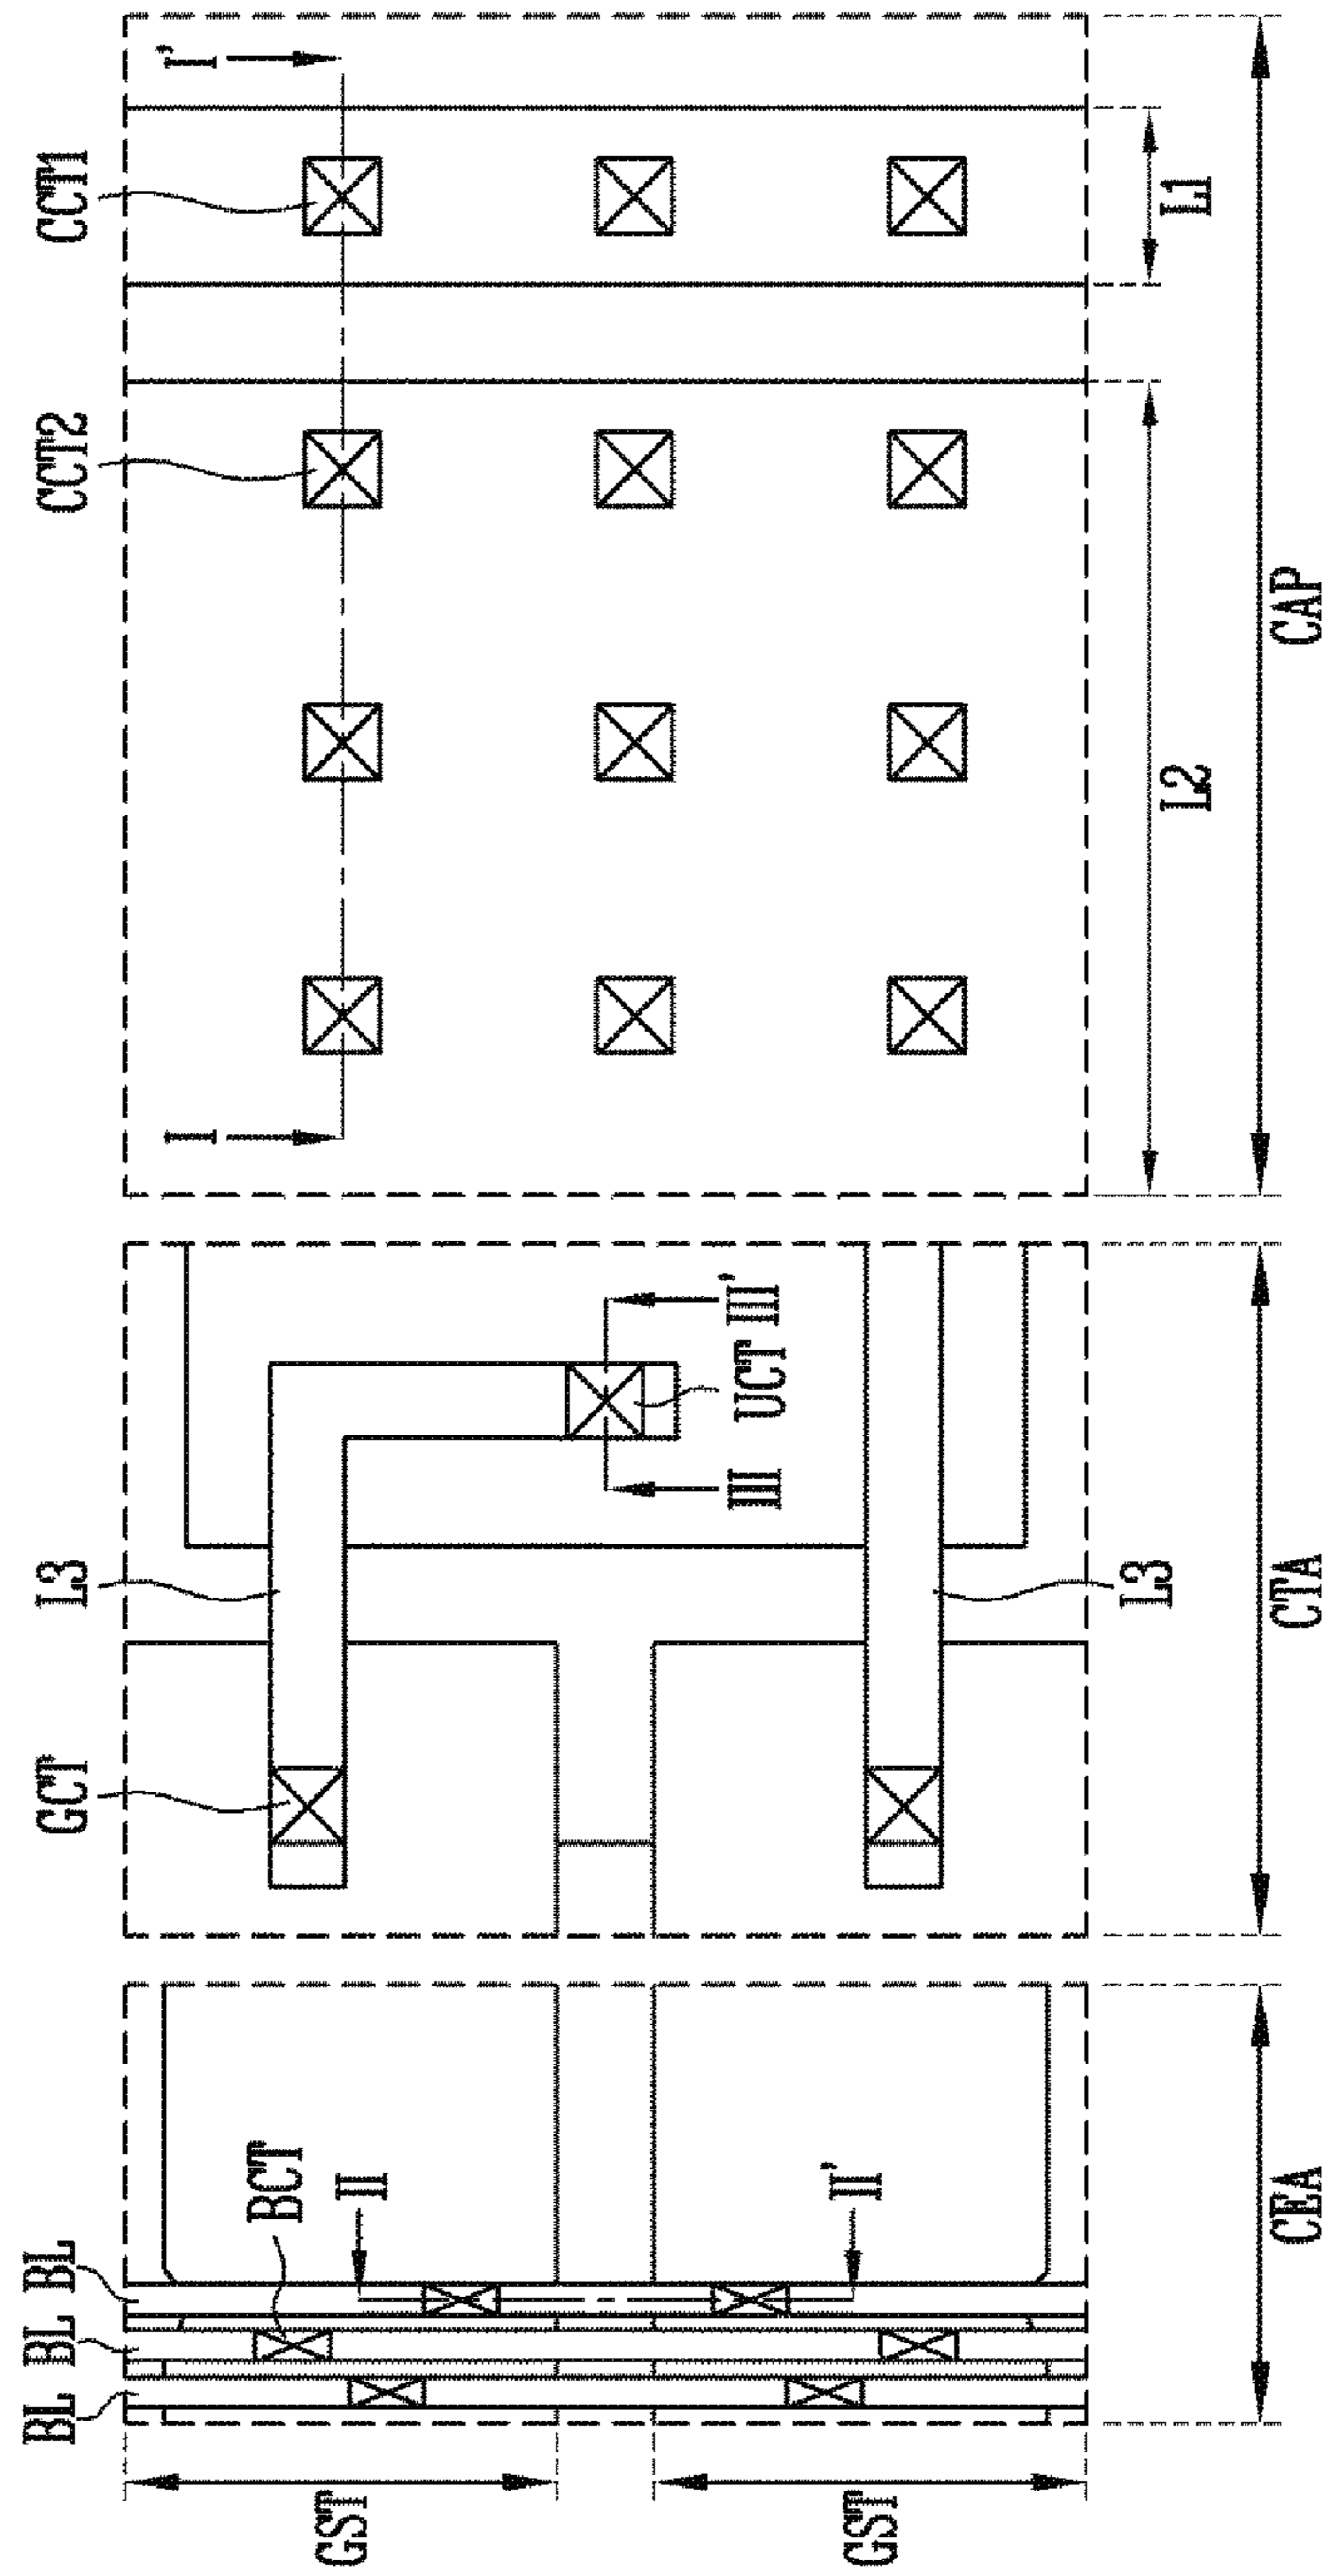 BL
BL
BL
GCT
L3
CCT2
CCT1
BCT
I
I'
II
II'
III
III'
UCT
L3
L2
L1
GST
GST
CEA
CTA
CAP